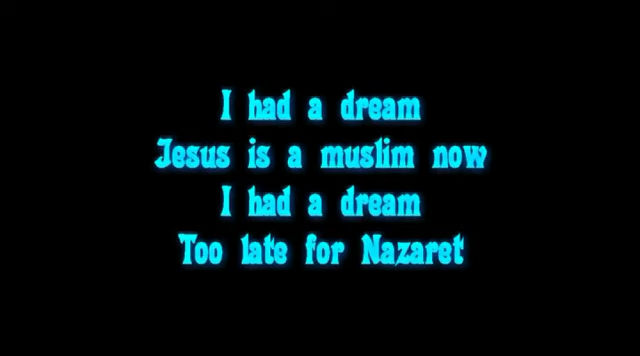 I had a dream
Jesus is a muslim now
I had a dream
Too late for Nazaret